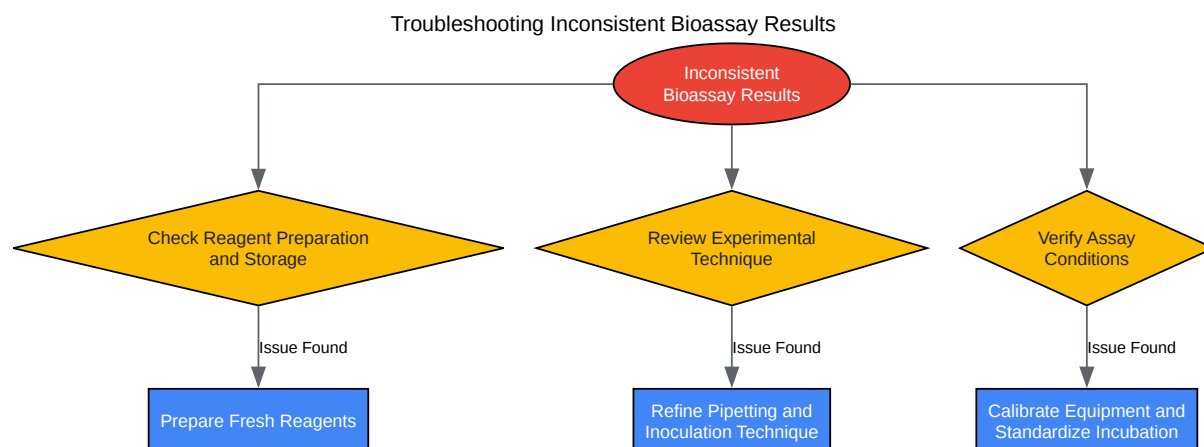 Troubleshooting Inconsistent Bioassay Results
Inconsistent
Bioassay Results
Check Reagent Preparation
and Storage
Review Experimental
Technique
Verify Assay
Conditions
Issue Found
Issue Found
Issue Found
Prepare Fresh Reagents
Refine Pipetting and
Inoculation Technique
Calibrate Equipment and
Standardize Incubation